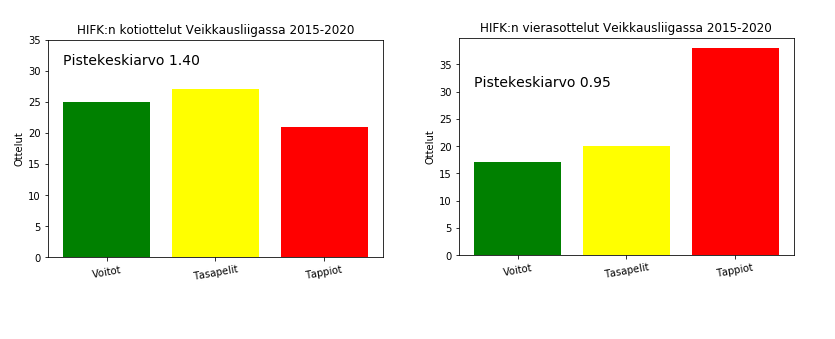 HIFK:n kotiottelut Veikkausliigassa 2015-2020
Pistekeskiarvo 1.40
Ottelut
35
30
25
20
15
10
5
0
Voitot
Tasapelit
Tappiot
HIFK:n vierasottelut Veikkausliigassa 2015-2020
Pistekeskiarvo 0.95
Ottelut
35
30
25
20
15
10
5
0
Voitot
Tasapelit
Tappiot